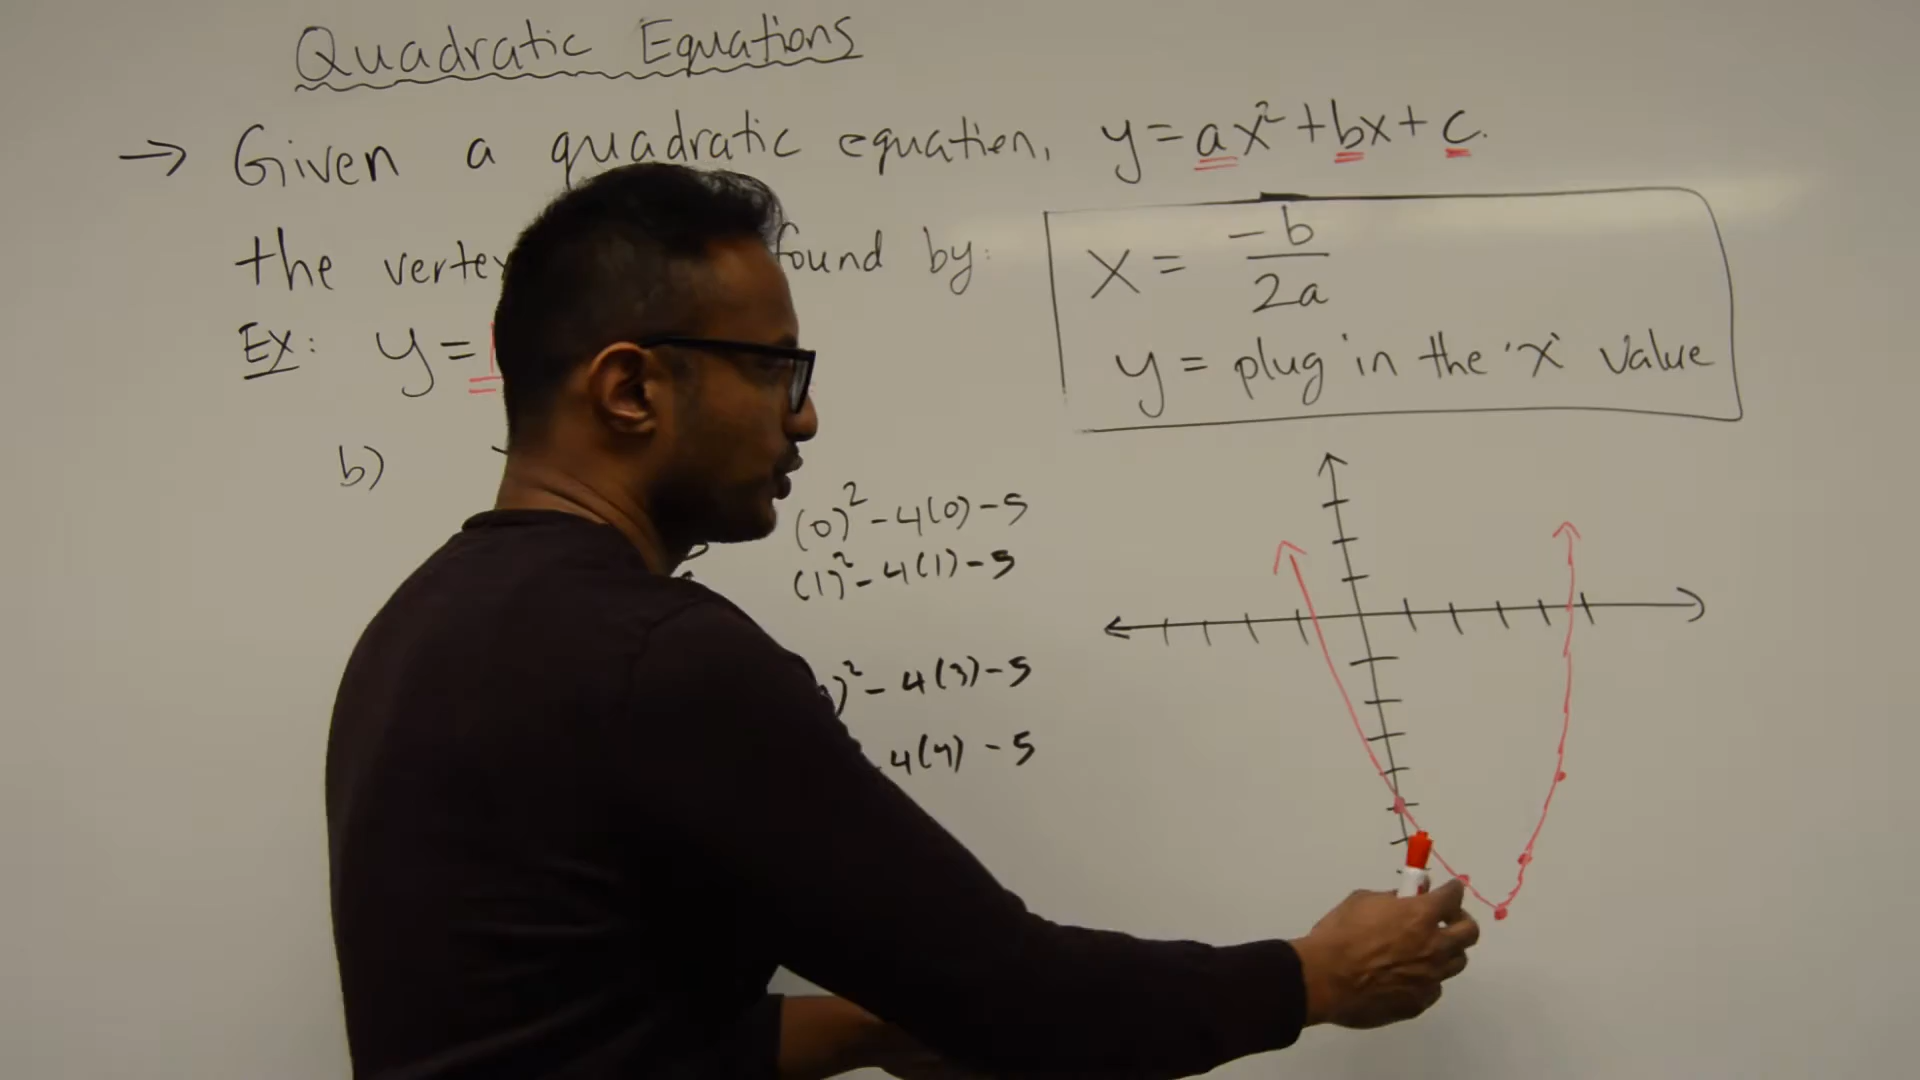 Quadratic Equations
→ Given a quadratic equation, y = ax² + bx + c.
the vertex found by:
x = -b/2a
y = plug in the 'x' value
Ex: y =
b)
(0)² - 4(0) - 5
(1)² - 4(1) - 5
)² - 4(3) - 5
- 4(4) - 5